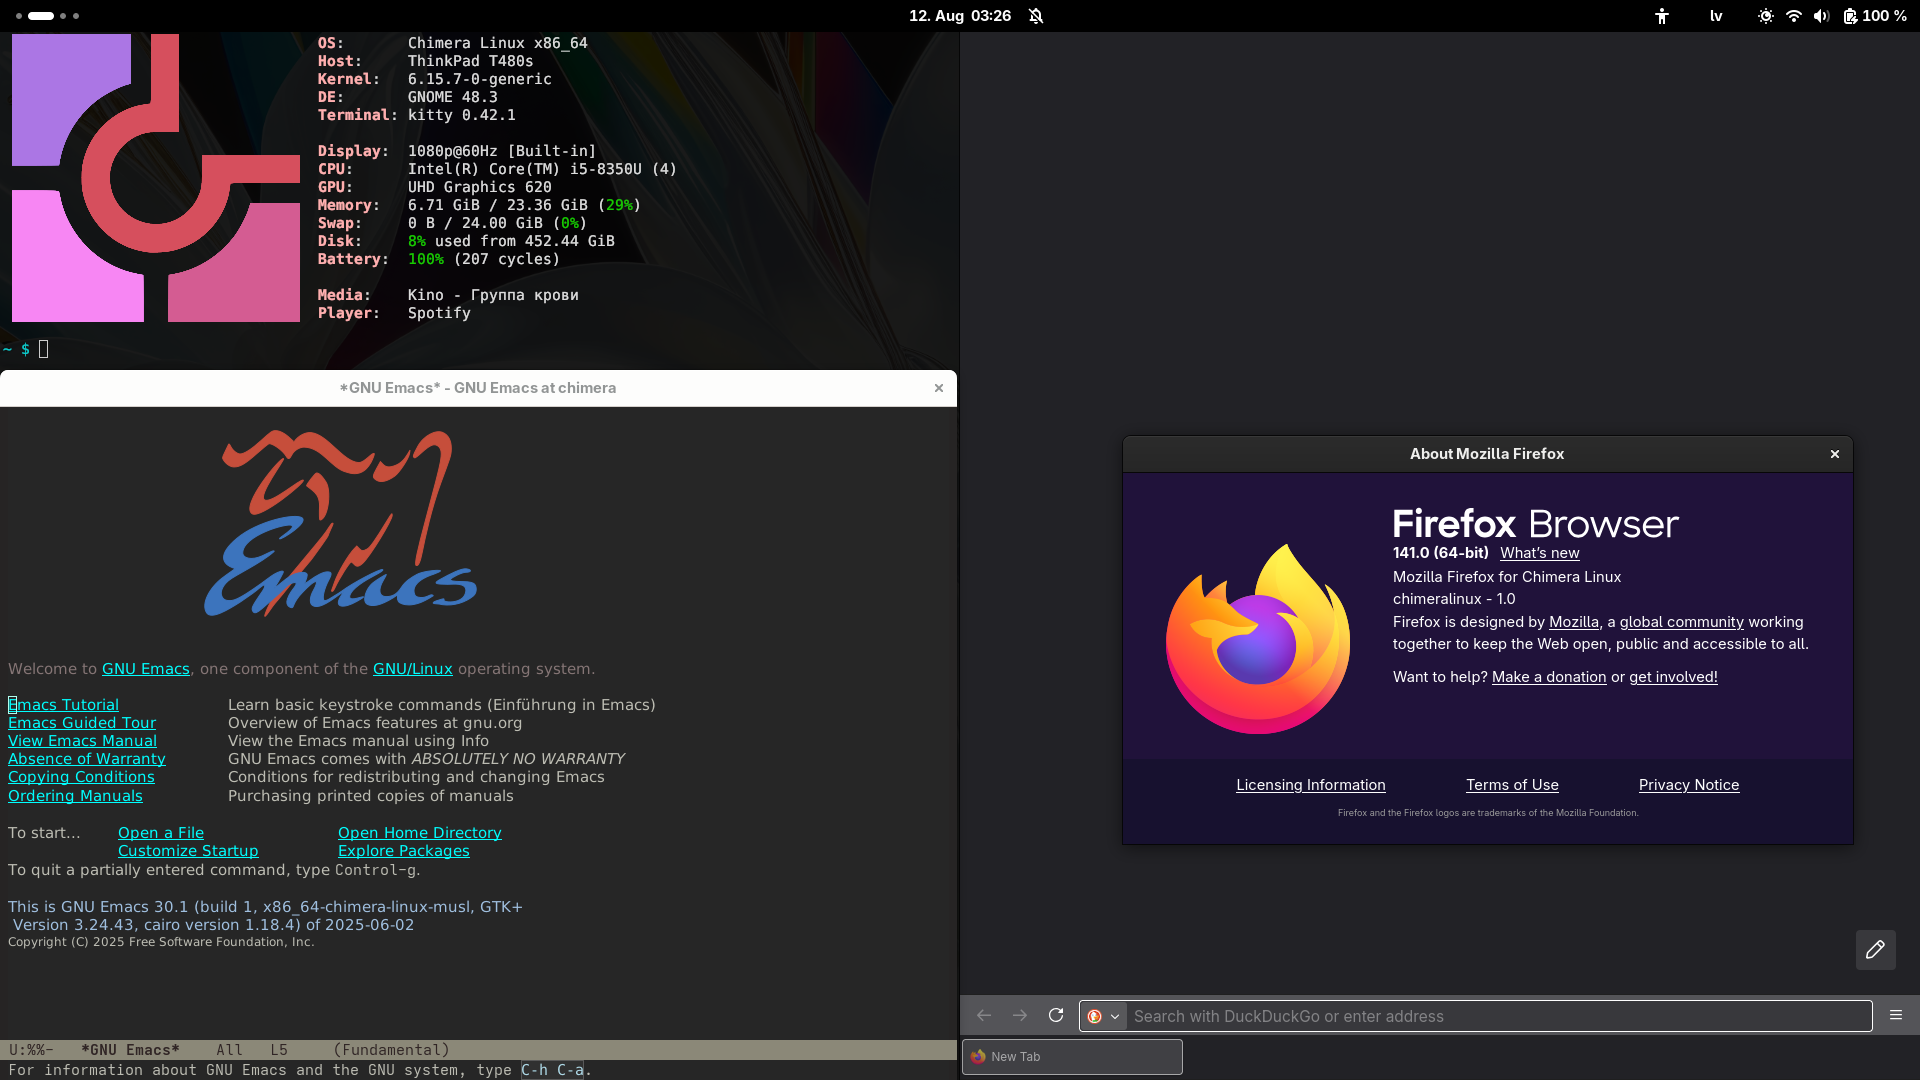 12. Aug 03:26
lv
100 %
OS: Chimera Linux x86_64
Host: ThinkPad T480s
Kernel: 6.15.7-0-generic
DE: GNOME 48.3
Terminal: kitty 0.42.1
Display: 1080p@60Hz [Built-in]
CPU: Intel(R) Core(TM) i5-8350U (4)
GPU: UHD Graphics 620
Memory: 6.71 GiB / 23.36 GiB (29%)
Swap: 0 B / 24.00 GiB (0%)
Disk: 8% used from 452.44 GiB
Battery: 100% (207 cycles)
Media: Kino - Группа крови
Player: Spotify
~ $
*GNU Emacs* - GNU Emacs at chimera
Emacs
Welcome to GNU Emacs, one component of the GNU/Linux operating system.
Emacs Tutorial Learn basic keystroke commands (Einführung in Emacs)
Emacs Guided Tour Overview of Emacs features at gnu.org
View Emacs Manual View the Emacs manual using Info
Absence of Warranty GNU Emacs comes with ABSOLUTELY NO WARRANTY
Copying Conditions Conditions for redistributing and changing Emacs
Ordering Manuals Purchasing printed copies of manuals
To start... Open a File Open Home Directory
Customize Startup Explore Packages
To quit a partially entered command, type Control-g.
This is GNU Emacs 30.1 (build 1, x86_64-chimera-linux-musl, GTK+
Version 3.24.43, cairo version 1.18.4) of 2025-06-02
Copyright (C) 2025 Free Software Foundation, Inc.
U:%%- *GNU Emacs* All L5 (Fundamental)
For information about GNU Emacs and the GNU system, type C-h C-a.
About Mozilla Firefox
Firefox Browser
141.0 (64-bit) What's new
Mozilla Firefox for Chimera Linux
chimeralinux - 1.0
Firefox is designed by Mozilla, a global community working
together to keep the Web open, public and accessible to all.
Want to help? Make a donation or get involved!
Licensing Information Terms of Use Privacy Notice
Firefox and the Firefox logos are trademarks of the Mozilla Foundation.
Search with DuckDuckGo or enter address
New Tab